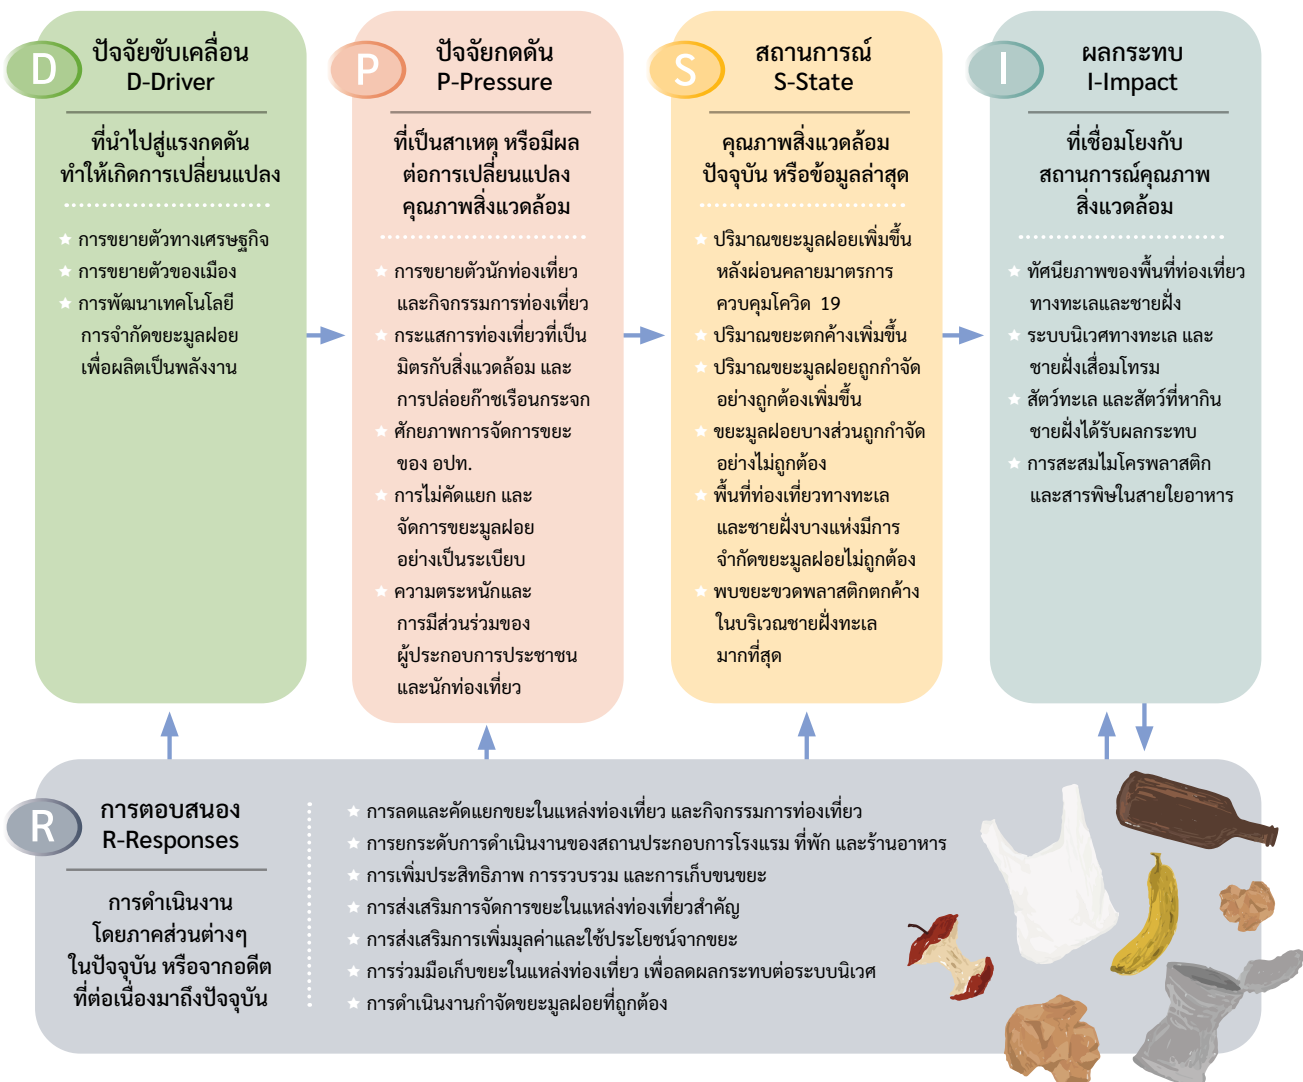 D
ปัจจัยขับเคลื่อน
D-Driver
ที่นำไปสู่แรงกดดัน
ทำให้เกิดการเปลี่ยนแปลง
การขยายตัวทางเศรษฐกิจ
การขยายตัวของเมือง
การพัฒนาเทคโนโลยี
การจำกัดขยะมูลฝอย
เพื่อผลิตเป็นพลังงาน
P
ปัจจัยกดดัน
P-Pressure
ที่เป็นสาเหตุ หรือมีผล
ต่อการเปลี่ยนแปลง
คุณภาพสิ่งแวดล้อม
การขยายตัวนักท่องเที่ยว
และกิจกรรมการท่องเที่ยว
กระแสการท่องเที่ยวที่เป็น
มิตรกับสิ่งแวดล้อม และ
การปล่อยก๊าซเรือนกระจก
ศักยภาพการจัดการขยะ
ของ อปท.
การไม่คัดแยก และ
จัดการขยะมูลฝอย
อย่างเป็นระเบียบ
ความตระหนักและ
การมีส่วนร่วมของ
ผู้ประกอบการประชาชน
และนักท่องเที่ยว
S
สถานการณ์
S-State
คุณภาพสิ่งแวดล้อม
ปัจจุบัน หรือข้อมูลล่าสุด
ปริมาณขยะมูลฝอยเพิ่มขึ้น
หลังผ่อนคลายมาตรการ
ควบคุมโควิด 19
ปริมาณขยะตกค้างเพิ่มขึ้น
ปริมาณขยะมูลฝอยถูกกำจัด
อย่างถูกต้องเพิ่มขึ้น
ขยะมูลฝอยบางส่วนถูกกำจัด
อย่างไม่ถูกต้อง
พื้นที่ท่องเที่ยวทางทะเล
และชายฝั่งบางแห่งมีการ
จำกัดขยะมูลฝอยไม่ถูกต้อง
พบขยะขวดพลาสติกตกค้าง
ในบริเวณชายฝั่งทะเล
มากที่สุด
I
ผลกระทบ
I-Impact
ที่เชื่อมโยงกับ
สถานการณ์คุณภาพ
สิ่งแวดล้อม
ทัศนียภาพของพื้นที่ท่องเที่ยว
ทางทะเลและชายฝั่ง
ระบบนิเวศทางทะเล และ
ชายฝั่งเสื่อมโทรม
สัตว์ทะเล และสัตว์ที่หากิน
ชายฝั่งได้รับผลกระทบ
การสะสมไมโครพลาสติก
และสารพิษในสายใยอาหาร
R
การตอบสนอง
R-Responses
การดำเนินงาน
โดยภาคส่วนต่างๆ
ในปัจจุบัน หรือจากอดีต
ที่ต่อเนื่องมาถึงปัจจุบัน
การลดและคัดแยกขยะในแหล่งท่องเที่ยว และกิจกรรมการท่องเที่ยว
การยกระดับการดำเนินงานของสถานประกอบการโรงแรม ที่พัก และร้านอาหาร
การเพิ่มประสิทธิภาพ การรวบรวม และการเก็บขนขยะ
การส่งเสริมการจัดการขยะในแหล่งท่องเที่ยวสำคัญ
การส่งเสริมการเพิ่มมูลค่าและใช้ประโยชน์จากขยะ
การร่วมมือเก็บขยะในแหล่งท่องเที่ยว เพื่อลดผลกระทบต่อระบบนิเวศ
การดำเนินงานกำจัดขยะมูลฝอยที่ถูกต้อง